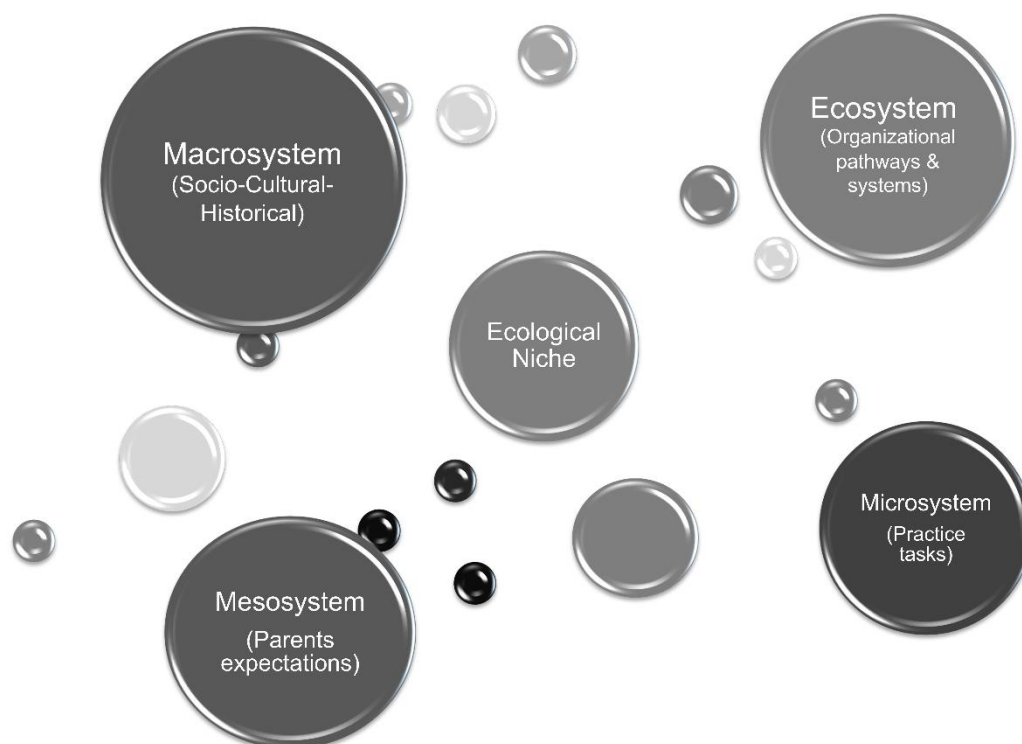 Macrosystem
(Socio-Cultural-
Historical)
Ecosystem
(Organizational
pathways &
systems)
Ecological
Niche
Microsystem
(Practice
tasks)
Mesosystem
(Parents
expectations)